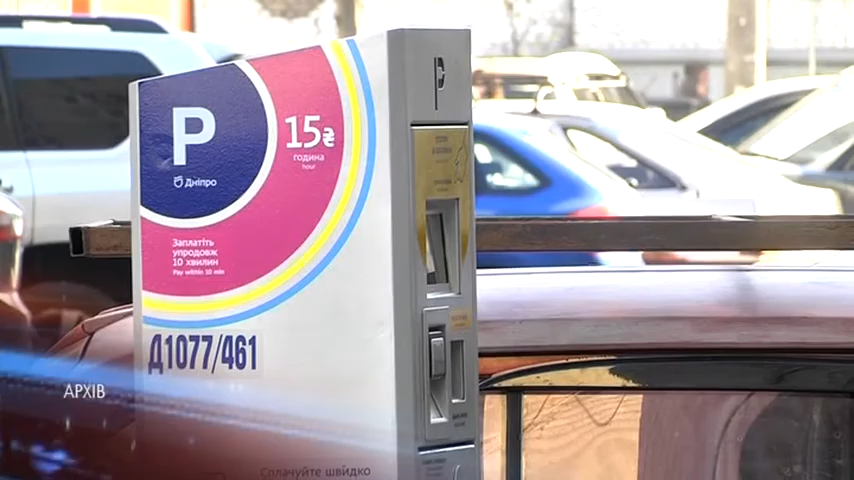 P
Дніпро
15₴
година
hour
Заплатіть
упродовж
10 хвилин
Pay within 10 min
Д1077/461
АРХІВ
Сплачуйте швидко